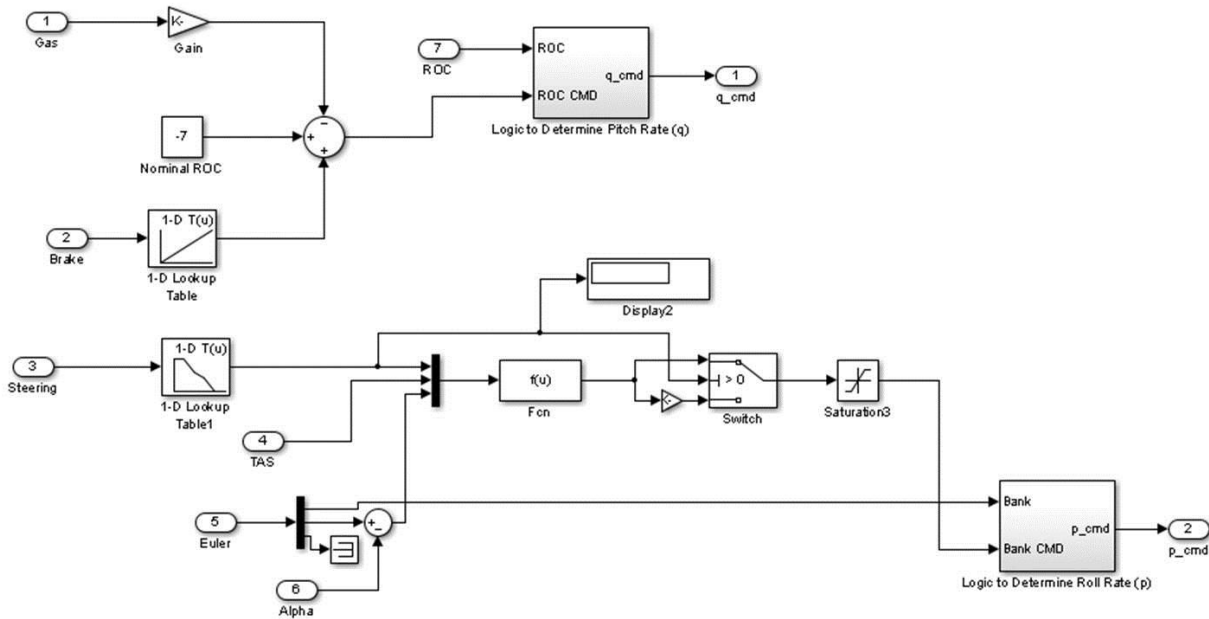 1
Gas
K-
Gain
7
ROC
ROC
ROC CMD
q_cmd
Logic to Determine Pitch Rate (q)
1
q_cmd
-7
Nominal ROC
−
+
+
2
Brake
1-D T(u)
1-D Lookup
Table
Display2
3
Steering
1-D T(u)
1-D Lookup
Table1
4
TAS
f(u)
Fcn
> 0
Switch
Saturation3
5
Euler
+
−
6
Alpha
Bank
Bank CMD
p_cmd
Logic to Determine Roll Rate (p)
2
p_cmd